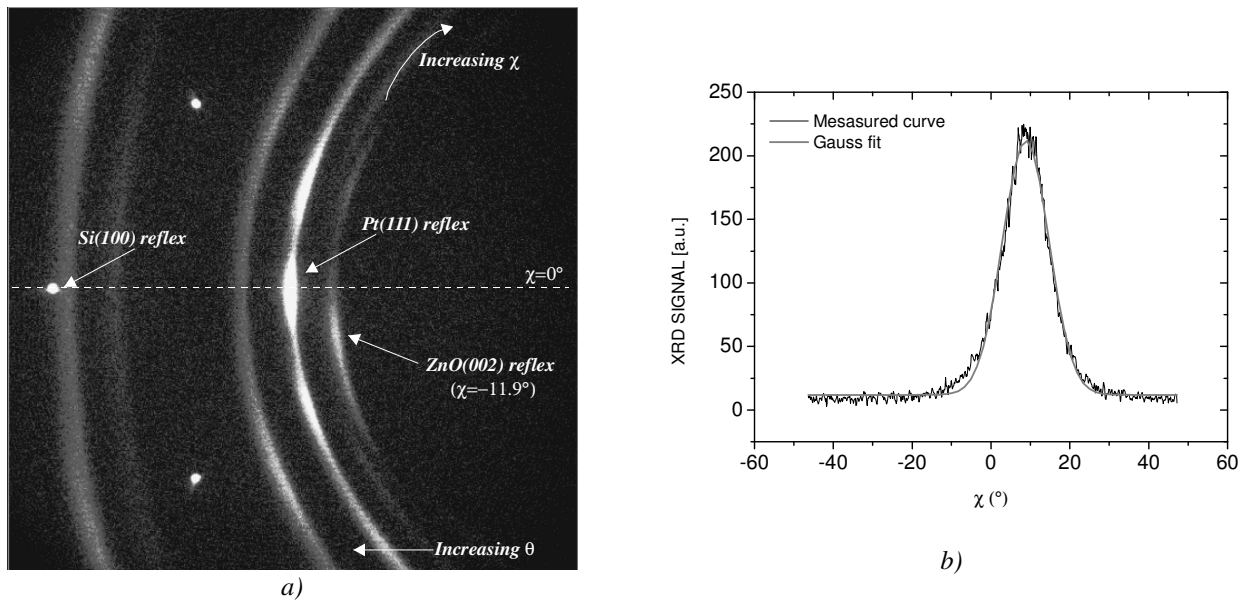 Increasing χ
Si(100) reflex
Pt(111) reflex
χ=0°
ZnO(002) reflex
(χ=−11.9°)
Increasing θ
a)
250
200
150
100
50
0
XRD SIGNAL [a.u.]
Mesasured curve
Gauss fit
-60 -40 -20 0 20 40 60
χ (°)
b)